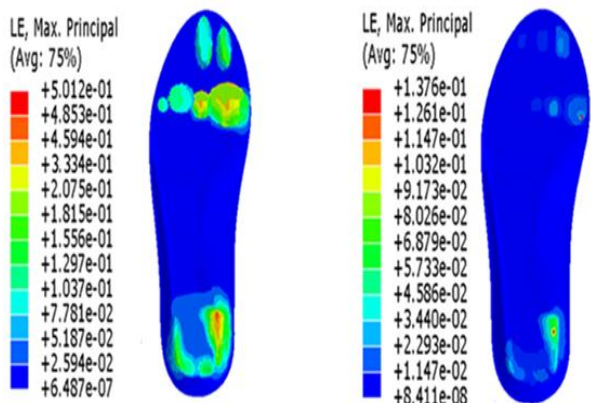 LE, Max. Principal
(Avg: 75%)
+5.012e-01
+4.853e-01
+4.594e-01
+3.334e-01
+2.075e-01
+1.815e-01
+1.556e-01
+1.297e-01
+1.037e-01
+7.781e-02
+5.187e-02
+2.594e-02
+6.487e-07
LE, Max. Principal
(Avg: 75%)
+1.376e-01
+1.261e-01
+1.147e-01
+1.032e-01
+9.173e-02
+8.026e-02
+6.879e-02
+5.733e-02
+4.586e-02
+3.440e-02
+2.293e-02
+1.147e-02
+8.411e-08